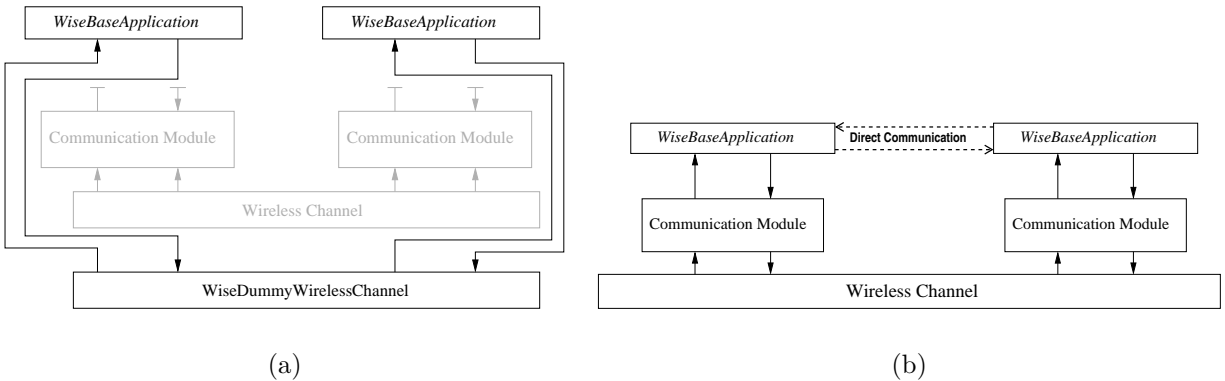 WiseBaseApplication
WiseBaseApplication
Communication Module
Communication Module
Wireless Channel
WiseDummyWirelessChannel
(a)
WiseBaseApplication
Direct Communication
WiseBaseApplication
Communication Module
Communication Module
Wireless Channel
(b)